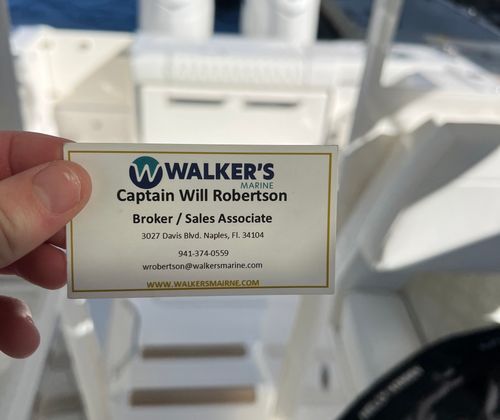 WALKER'S
MARINE
Captain Will Robertson
Broker / Sales Associate
3027 Davis Blvd. Naples, Fl. 34104
941-374-0559
wrobertson@walkersmarine.com
WWW.WALKERSMAIRNE.COM